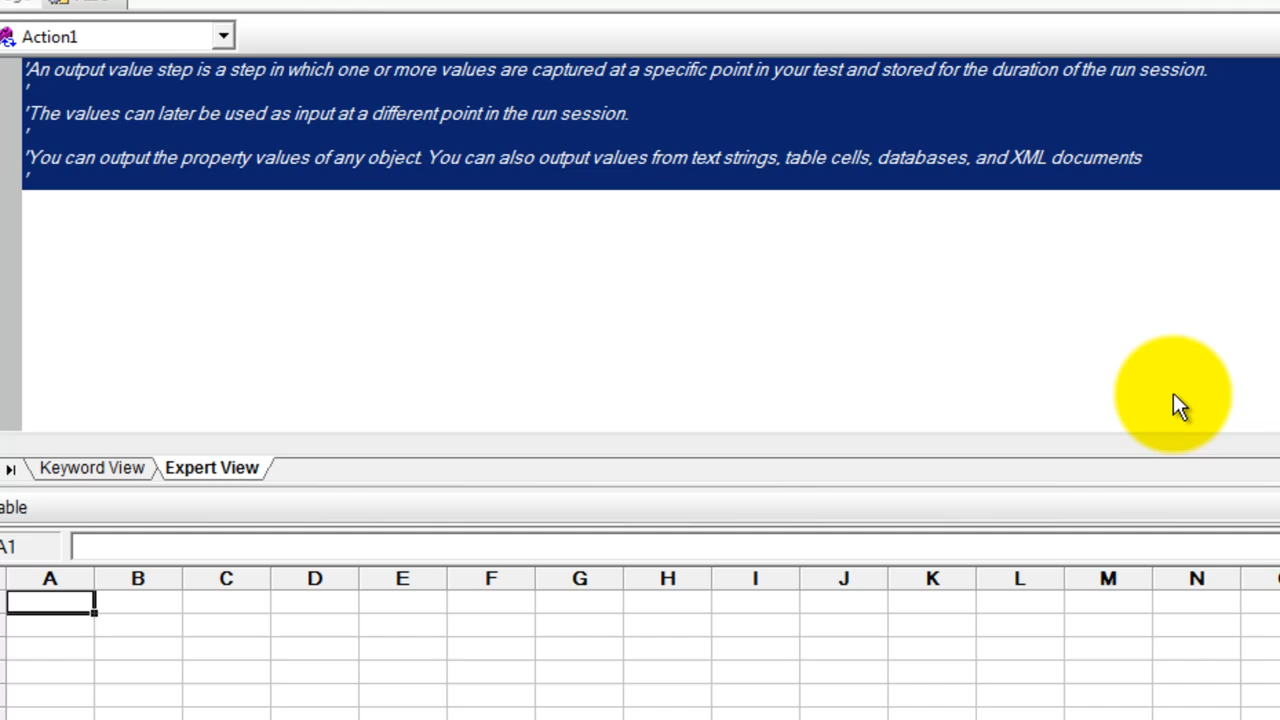 Action1
'An output value step is a step in which one or more values are captured at a specific point in your test and stored for the duration of the run session.
'
'The values can later be used as input at a different point in the run session.
'
'You can output the property values of any object. You can also output values from text strings, table cells, databases, and XML documents
'
Keyword View Expert View
able
A1
A B C D E F G H I J K L M N